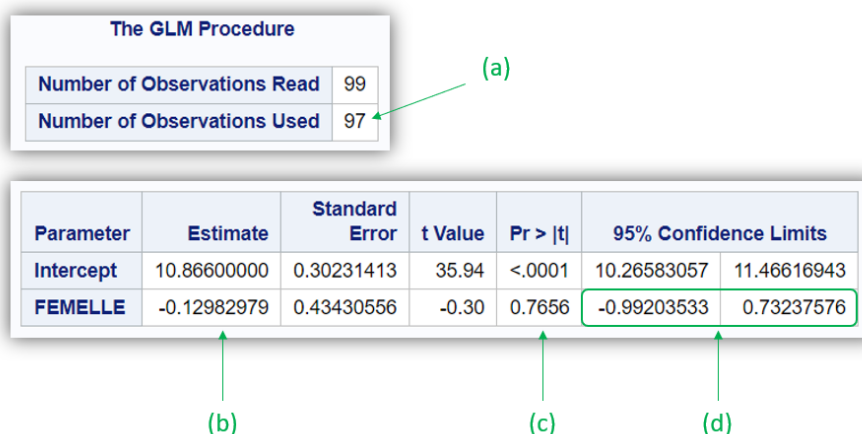 The GLM Procedure
Number of Observations Read 99
Number of Observations Used 97
(a)
Parameter Estimate Standard Error t Value Pr > |t| 95% Confidence Limits
Intercept 10.86600000 0.30231413 35.94 <.0001 10.26583057 11.46616943
FEMELLE -0.12982979 0.43430556 -0.30 0.7656 -0.99203533 0.73237576
(b) (c) (d)